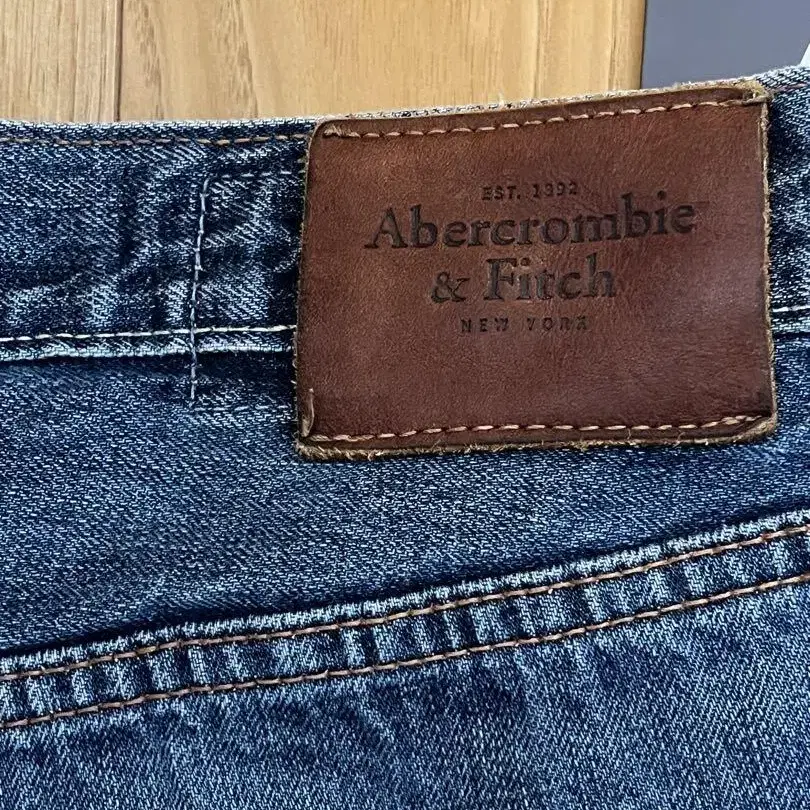 EST. 1892
Abercrombie
& Fitch
NEW YORK